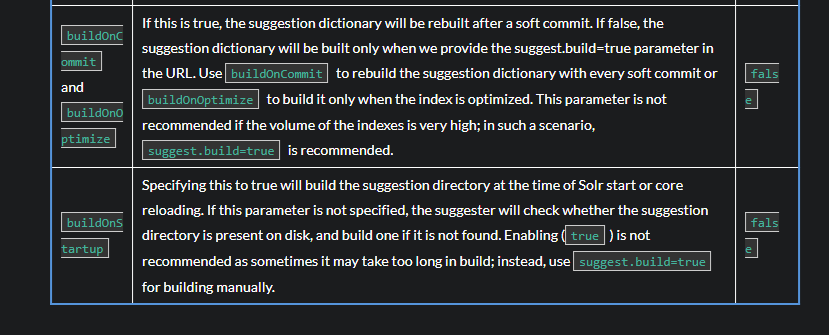 buildOnC
ommit
and
buildOnO
ptimize
If this is true, the suggestion dictionary will be rebuilt after a soft commit. If false, the
suggestion dictionary will be built only when we provide the suggest.build=true parameter in
the URL. Use buildOnCommit to rebuild the suggestion dictionary with every soft commit or
buildOnOptimize to build it only when the index is optimized. This parameter is not
recommended if the volume of the indexes is very high; in such a scenario,
suggest.build=true is recommended.
fals
e
buildOnS
tartup
Specifying this to true will build the suggestion directory at the time of Solr start or core
reloading. If this parameter is not specified, the suggester will check whether the suggestion
directory is present on disk, and build one if it is not found. Enabling (true ) is not
recommended as sometimes it may take too long in build; instead, use suggest.build=true
for building manually.
fals
e